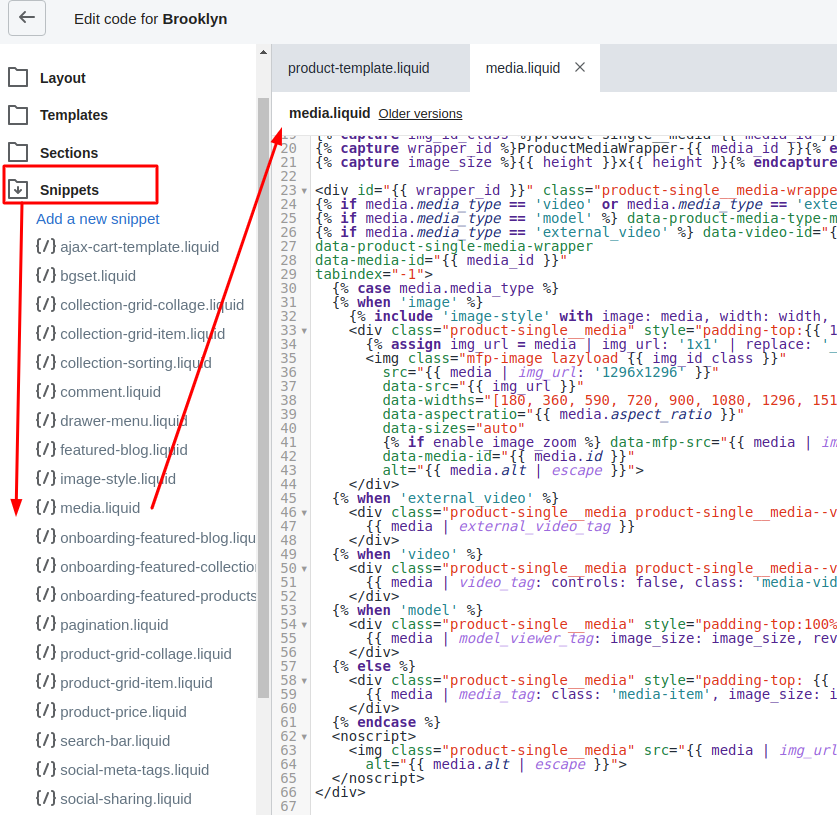 Edit code for Brooklyn
Layout
Templates
Sections
Snippets
Add a new snippet
{/} ajax-cart-template.liquid
{/} bgset.liquid
{/} collection-grid-collage.liquid
{/} collection-grid-item.liquid
{/} collection-sorting.liquid
{/} comment.liquid
{/} drawer-menu.liquid
{/} featured-blog.liquid
{/} image-style.liquid
{/} media.liquid
{/} onboarding-featured-blog.liqu
{/} onboarding-featured-collection
{/} onboarding-featured-products
{/} pagination.liquid
{/} product-grid-collage.liquid
{/} product-grid-item.liquid
{/} product-price.liquid
{/} search-bar.liquid
{/} social-meta-tags.liquid
{/} social-sharing.liquid
product-template.liquid
media.liquid ×
media.liquid Older versions
20 {% capture wrapper_id %}ProductMediaWrapper-{{ media_id }}{% e
21 {% capture image_size %}{{ height }}x{{ height }}{% endcapture
22
23 <div id="{{ wrapper_id }}" class="product-single__media-wrappe
24 {% if media.media_type == 'video' or media.media_type == 'exte
25 {% if media.media_type == 'model' %} data-product-media-type-m
26 {% if media.media_type == 'external_video' %} data-video-id="{
27 data-product-single-media-wrapper
28 data-media-id="{{ media_id }}"
29 tabindex="-1">
30 {% case media.media_type %}
31 {% when 'image' %}
32 {% include 'image-style' with image: media, width: width,
33 <div class="product-single__media" style="padding-top:{{ 1
34 {% assign img_url = media | img_url: '1x1' | replace: '_
35 <img class="mfp-image lazyload {{ img_id_class }}"
36 src="{{ media | img_url: '1296x1296' }}"
37 data-src="{{ img_url }}"
38 data-widths="[180, 360, 590, 720, 900, 1080, 1296, 151
39 data-aspectratio="{{ media.aspect_ratio }}"
40 data-sizes="auto"
41 {% if enable_image_zoom %} data-mfp-src="{{ media | im
42 data-media-id="{{ media.id }}"
43 alt="{{ media.alt | escape }}">
44 </div>
45 {% when 'external_video' %}
46 <div class="product-single__media product-single__media--v
47 {{ media | external_video_tag }}
48 </div>
49 {% when 'video' %}
50 <div class="product-single__media product-single__media--v
51 {{ media | video_tag: controls: false, class: 'media-vid
52 </div>
53 {% when 'model' %}
54 <div class="product-single__media" style="padding-top:100%
55 {{ media | model_viewer_tag: image_size: image_size, rev
56 </div>
57 {% else %}
58 <div class="product-single__media" style="padding-top: {{
59 {{ media | media_tag: class: 'media-item', image_size: i
60 </div>
61 {% endcase %}
62 <noscript>
63 <img class="product-single__media" src="{{ media | img_url
64 alt="{{ media.alt | escape }}">
65 </noscript>
66 </div>
67